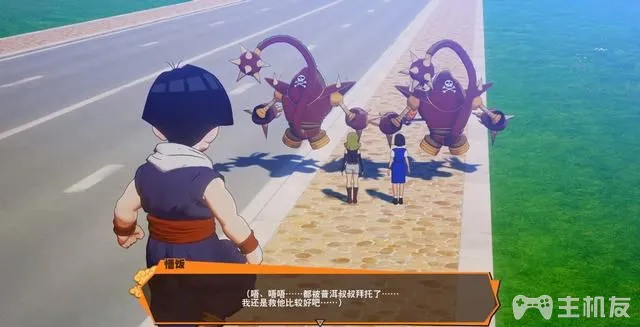 悟饭
（唔、唔唔……都被普洱叔叔拜托了……
我还是救他比较好吧……）
主机友